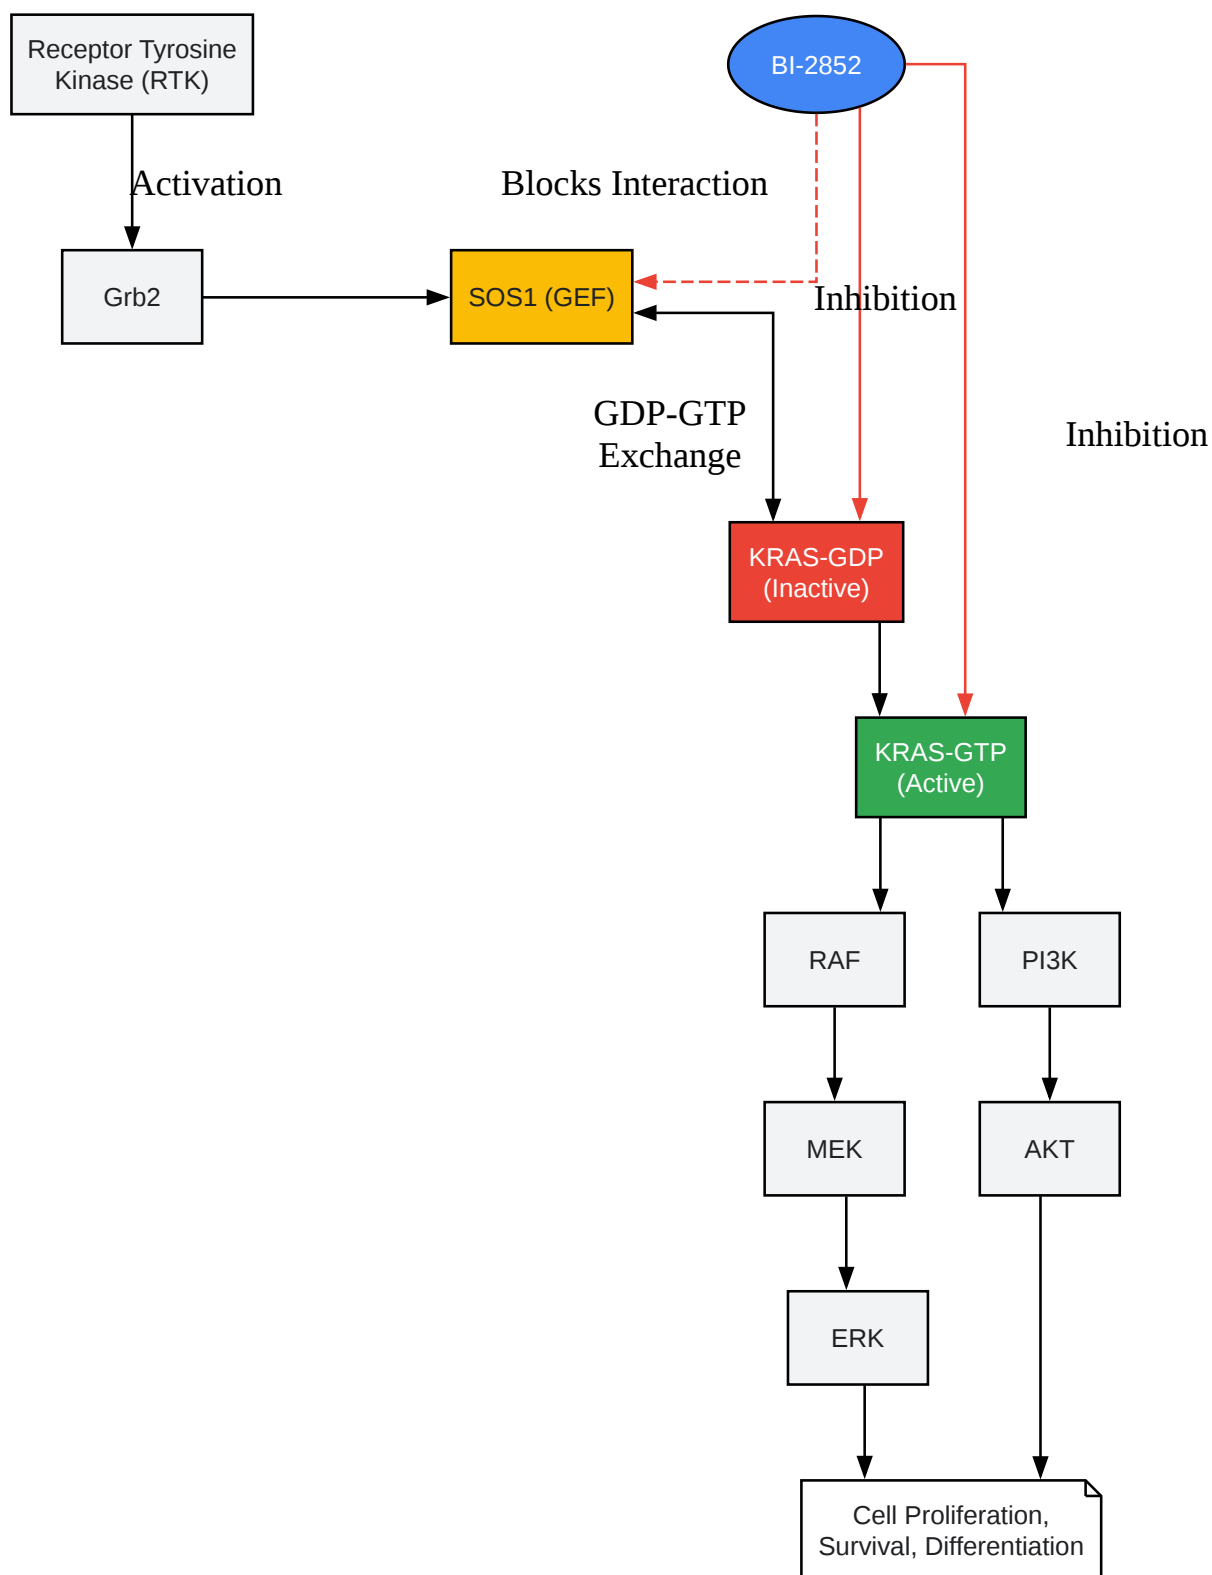 Receptor Tyrosine
Kinase (RTK)
BI-2852
Activation
Blocks Interaction
Grb2
SOS1 (GEF)
Inhibition
GDP-GTP
Exchange
Inhibition
KRAS-GDP
(Inactive)
KRAS-GTP
(Active)
RAF
PI3K
MEK
AKT
ERK
Cell Proliferation,
Survival, Differentiation